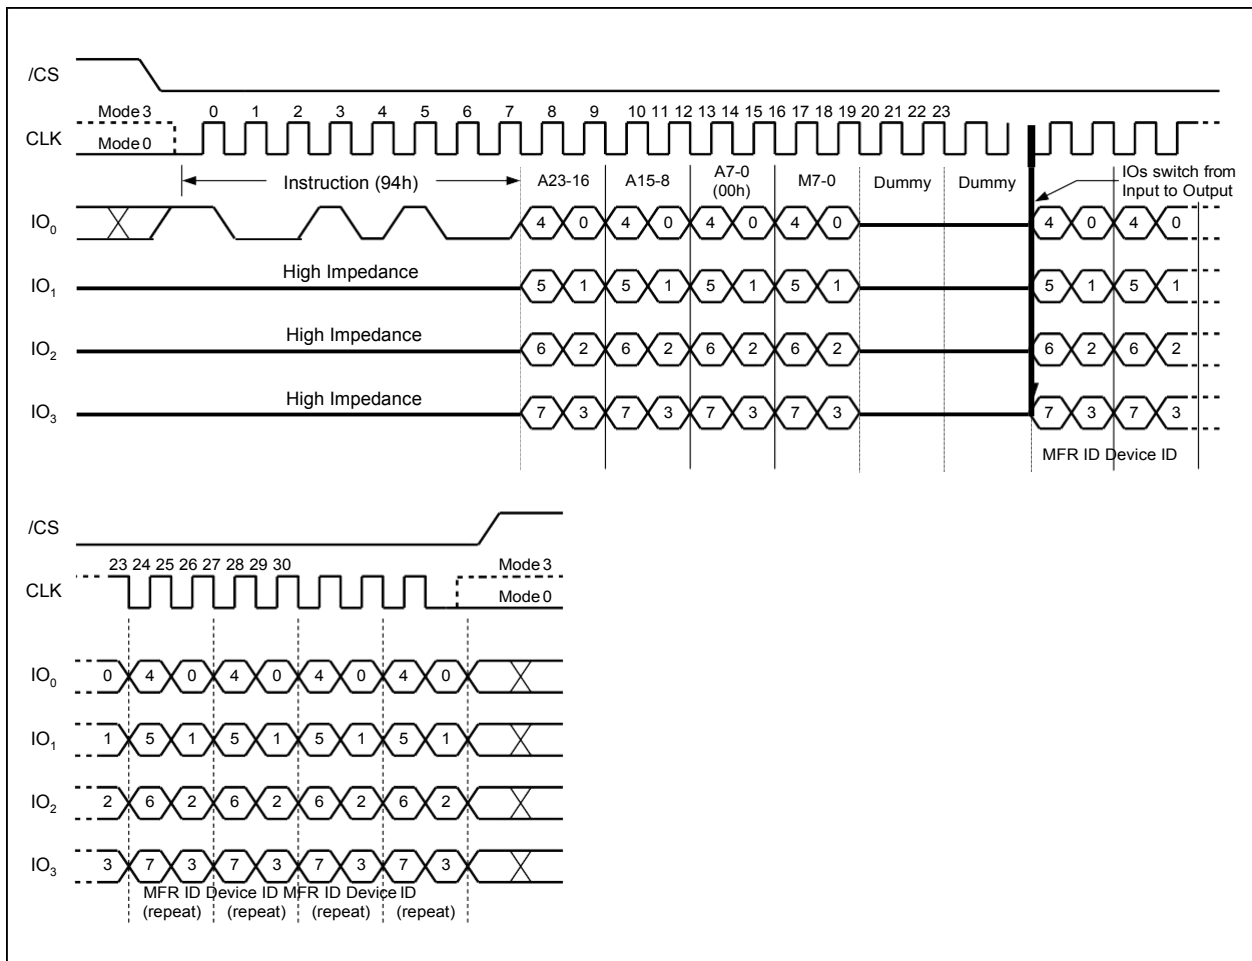 /CS
Mode 3 0 1 2 3 4 5 6 7 8 9 10 11 12 13 14 15 16 17 18 19 20 21 22 23
CLK
Mode 0
Instruction (94h) A23-16 A15-8 A7-0 (00h) M7-0 Dummy Dummy IOs switch from Input to Output
IO0 4 0 4 0 4 0 4 0 4 0 4 0
High Impedance
IO1 5 1 5 1 5 1 5 1 5 1 5 1
High Impedance
IO2 6 2 6 2 6 2 6 2 6 2 6 2
High Impedance
IO3 7 3 7 3 7 3 7 3 7 3 7 3
MFR ID Device ID
/CS
23 24 25 26 27 28 29 30 Mode 3
CLK
Mode 0
IO0 0 4 0 4 0 4 0 4 0
IO1 1 5 1 5 1 5 1 5 1
IO2 2 6 2 6 2 6 2 6 2
IO3 3 7 3 7 3 7 3 7 3
MFR ID Device ID MFR ID Device ID
(repeat) (repeat) (repeat) (repeat)